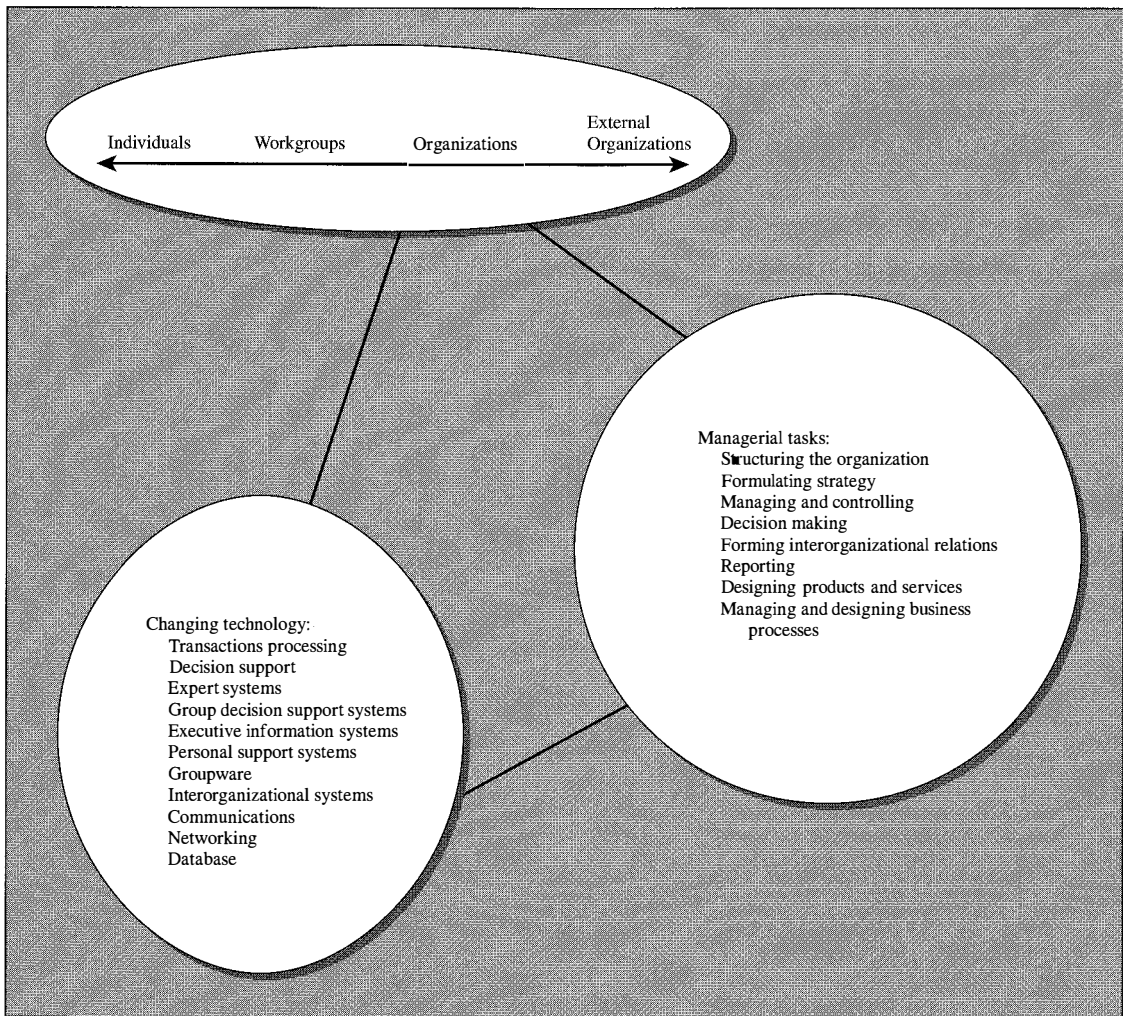 External
Individuals Workgroups Organizations Organizations
Managerial tasks:
Structuring the organization
Formulating strategy
Managing and controlling
Decision making
Forming interorganizational relations
Reporting
Designing products and services
Managing and designing business
processes
Changing technology:
Transactions processing
Decision support
Expert systems
Group decision support systems
Executive information systems
Personal support systems
Groupware
Interorganizational systems
Communications
Networking
Database